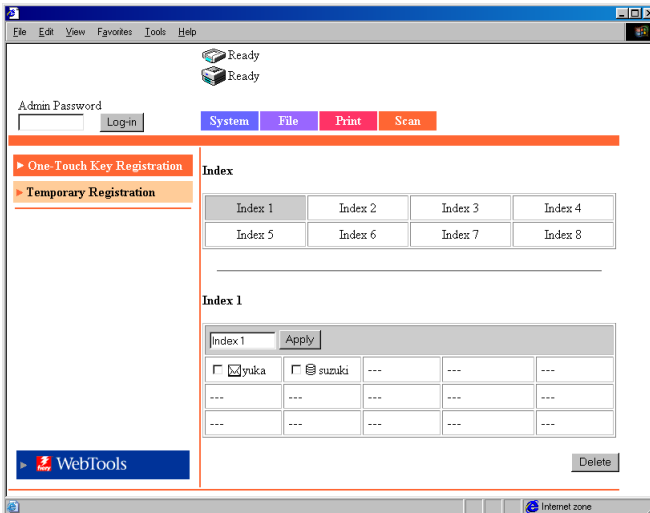 File Edit View Favorites Tools Help
Ready
Ready
Admin Password
Log-in
System File Print Scan
One-Touch Key Registration
Temporary Registration
Index
Index 1 Index 2 Index 3 Index 4
Index 5 Index 6 Index 7 Index 8
Index 1
Index 1 Apply
yuka suzuki --- --- ---
--- --- --- --- ---
--- --- --- --- ---
Delete
fiery WebTools
Internet zone